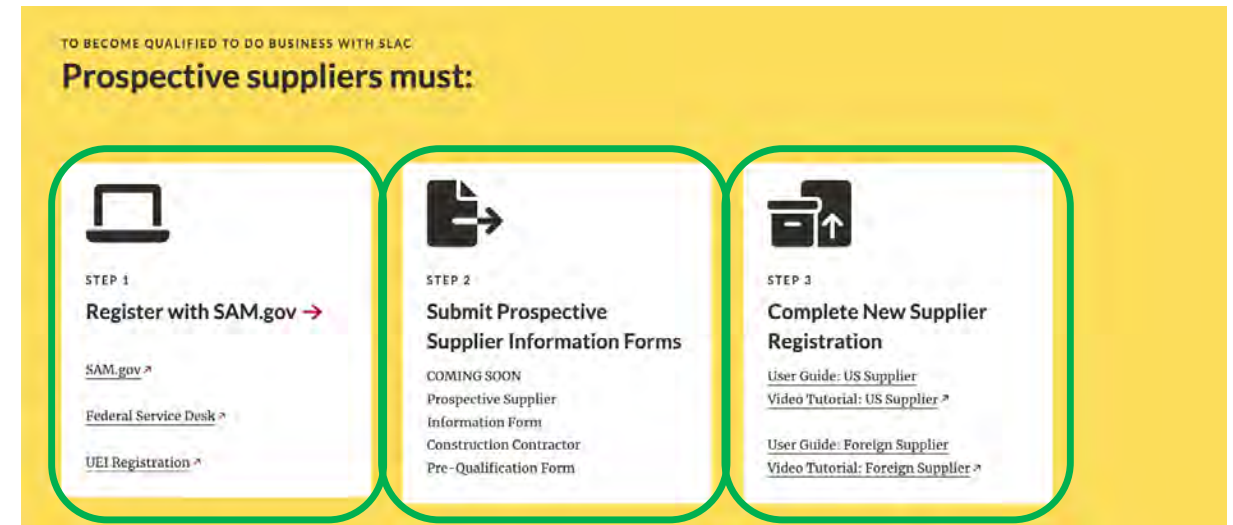 TO BECOME QUALIFIED TO DO BUSINESS WITH SLAC
Prospective suppliers must:
STEP 1
Register with SAM.gov →
SAM.gov ↗
Federal Service Desk ↗
UEI Registration ↗
STEP 2
Submit Prospective
Supplier Information Forms
COMING SOON
Prospective Supplier
Information Form
Construction Contractor
Pre-Qualification Form
STEP 3
Complete New Supplier
Registration
User Guide: US Supplier
Video Tutorial: US Supplier ↗
User Guide: Foreign Supplier
Video Tutorial: Foreign Supplier ↗